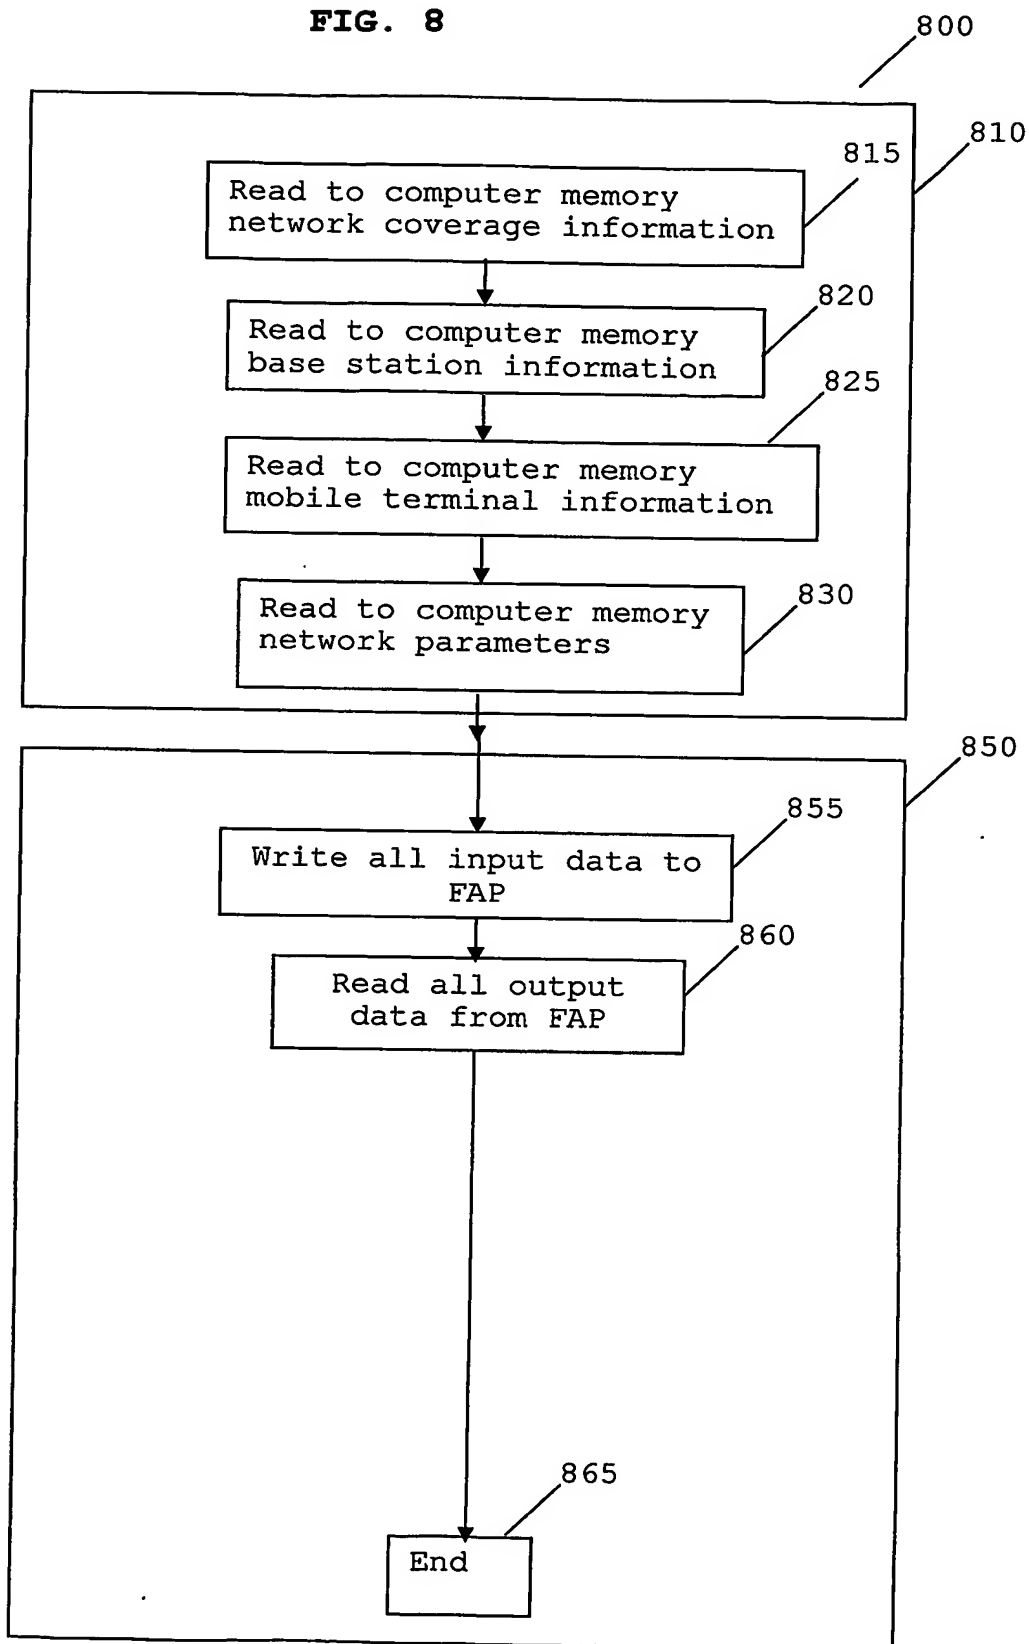 FIG. 8
800
810
815
Read to computer memory
network coverage information
820
Read to computer memory
base station information
825
Read to computer memory
mobile terminal information
830
Read to computer memory
network parameters
850
855
Write all input data to
FAP
860
Read all output
data from FAP
865
End